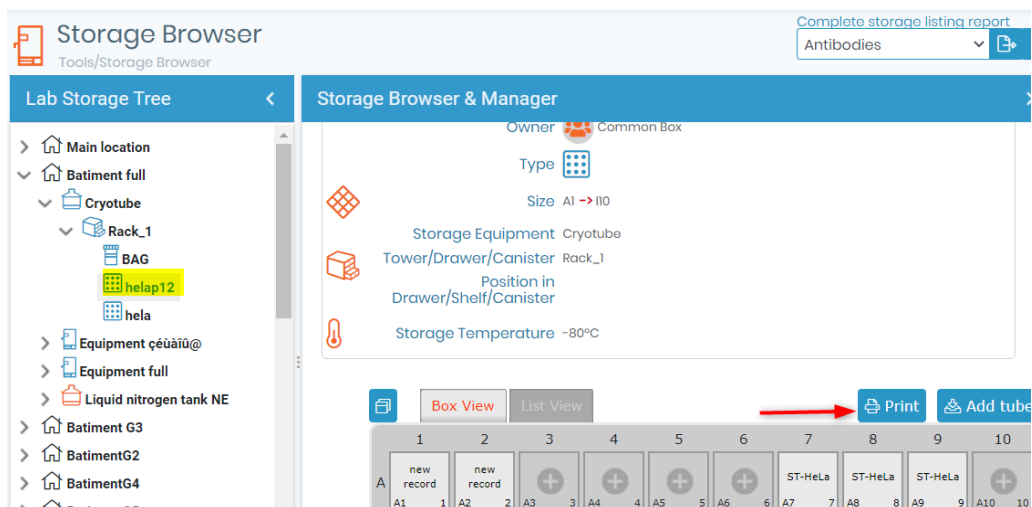 Storage Browser
Tools/Storage Browser
Complete storage listing report
Antibodies
Lab Storage Tree
Main location
Batiment full
Cryotube
Rack_1
BAG
helap12
hela
Equipment çéùàîû@
Equipment full
Liquid nitrogen tank NE
Batiment G3
BatimentG2
BatimentG4
Storage Browser & Manager
Owner Common Box
Type
Size A1 -> I10
Storage Equipment Cryotube
Tower/Drawer/Canister Rack_1
Position in
Drawer/Shelf/Canister
Storage Temperature -80°C
Box View List View Print Add tube
1 2 3 4 5 6 7 8 9 10
new new
A record record ST-HeLa ST-HeLa ST-HeLa
A1 1 A2 2 A3 3 A4 4 A5 5 A6 6 A7 7 A8 8 A9 9 A10 10